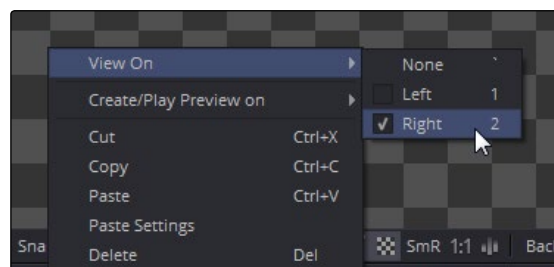 View On
None `
Left 1
Create/Play Preview on
Right 2
Cut Ctrl+X
Copy Ctrl+C
Paste Ctrl+V
Paste Settings
Delete Del
Sna
SmR 1:1
Bac